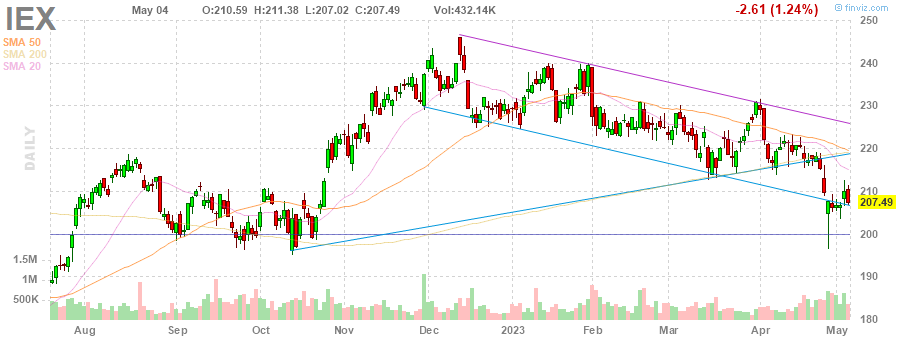 IEX May 04 O:210.59 H:211.38 L:207.02 C:207.49 Vol:432.14K -2.61 (1.24%) © finviz.com
SMA 50
SMA 200
SMA 20
DAILY
250
240
230
220
210
207.49
200
190
180
1.5M
1M
500K
Aug Sep Oct Nov Dec 2023 Feb Mar Apr May